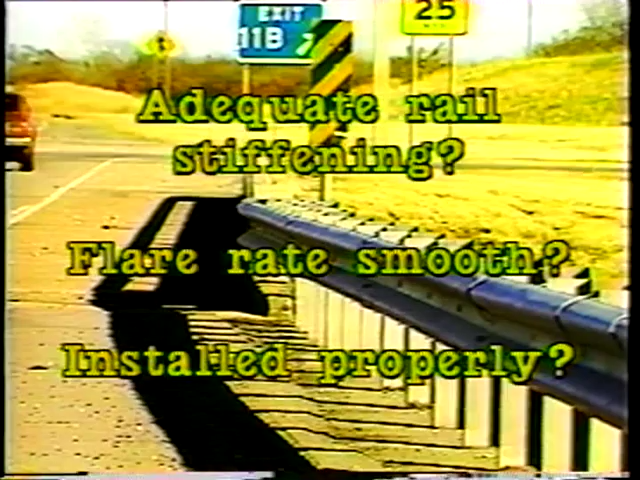 EXIT
11B
25
Adequate rail
stiffening?
Flare rate smooth?
Installed properly?